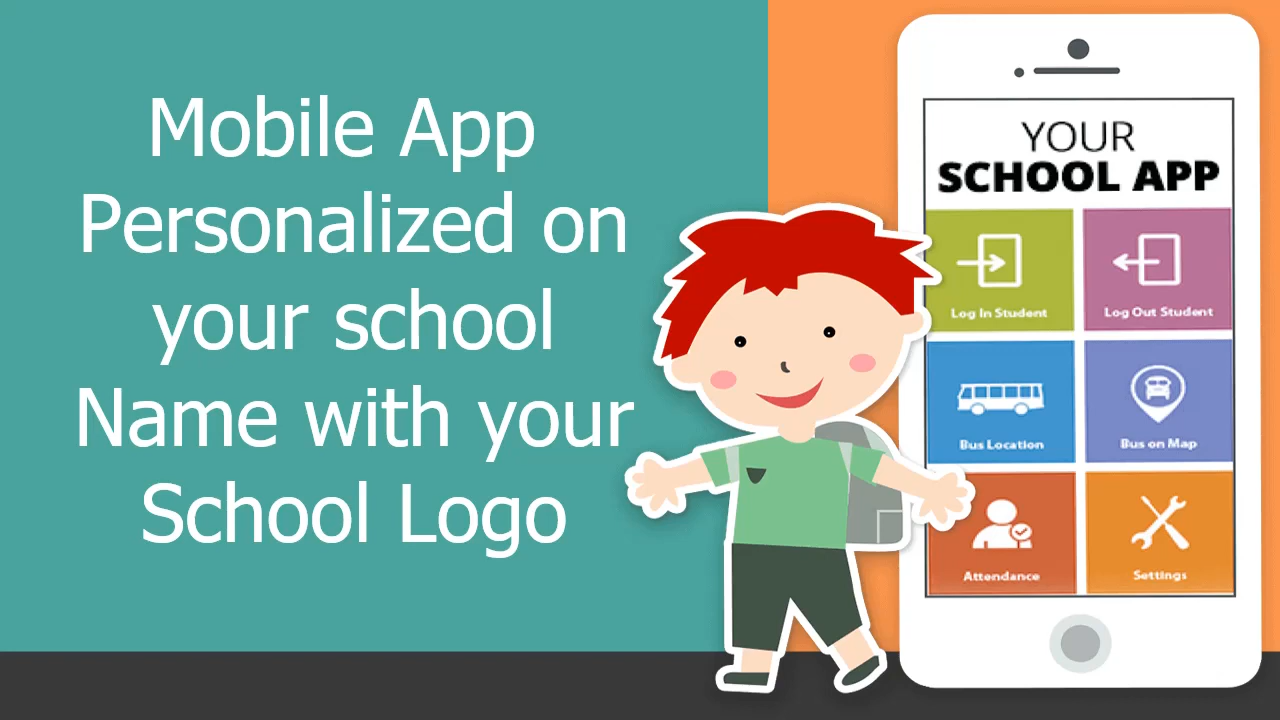 Mobile App
Personalized on
your school
Name with your
School Logo
YOUR
SCHOOL APP
Log In Student
Log Out Student
Bus Location
Bus on Map
Attendance
Settings